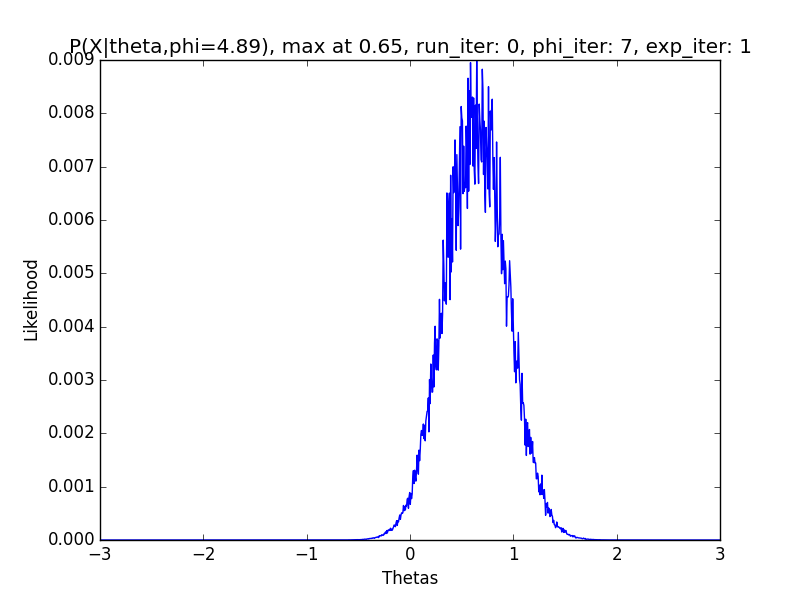 P(X|theta,phi=4.89), max at 0.65, run_iter: 0, phi_iter: 7, exp_iter: 1
0.009
0.008
0.007
0.006
0.005
0.004
0.003
0.002
0.001
0.000
Likelihood
−3 −2 −1 0 1 2 3
Thetas